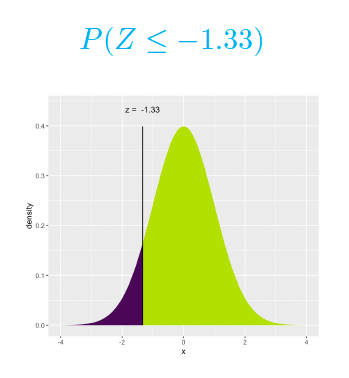 P(Z ≤ −1.33)
z = -1.33
0.4
0.3
0.2
0.1
0.0
density
-4 -2 0 2 4
x